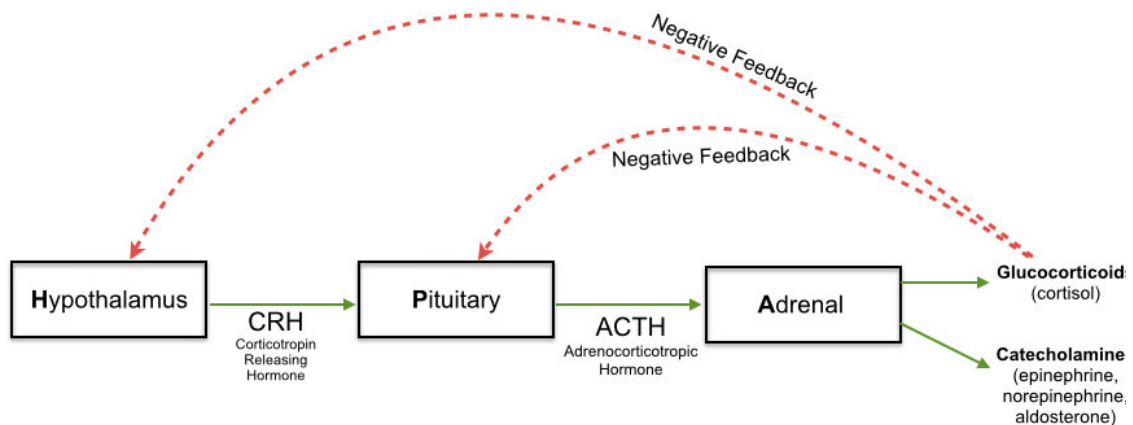 Negative Feedback
Negative Feedback
Hypothalamus
CRH
Corticotropin
Releasing
Hormone
Pituitary
ACTH
Adrenocorticotropic
Hormone
Adrenal
Glucocorticoids
(cortisol)
Catecholamine
(epinephrine,
norepinephrine,
aldosterone)